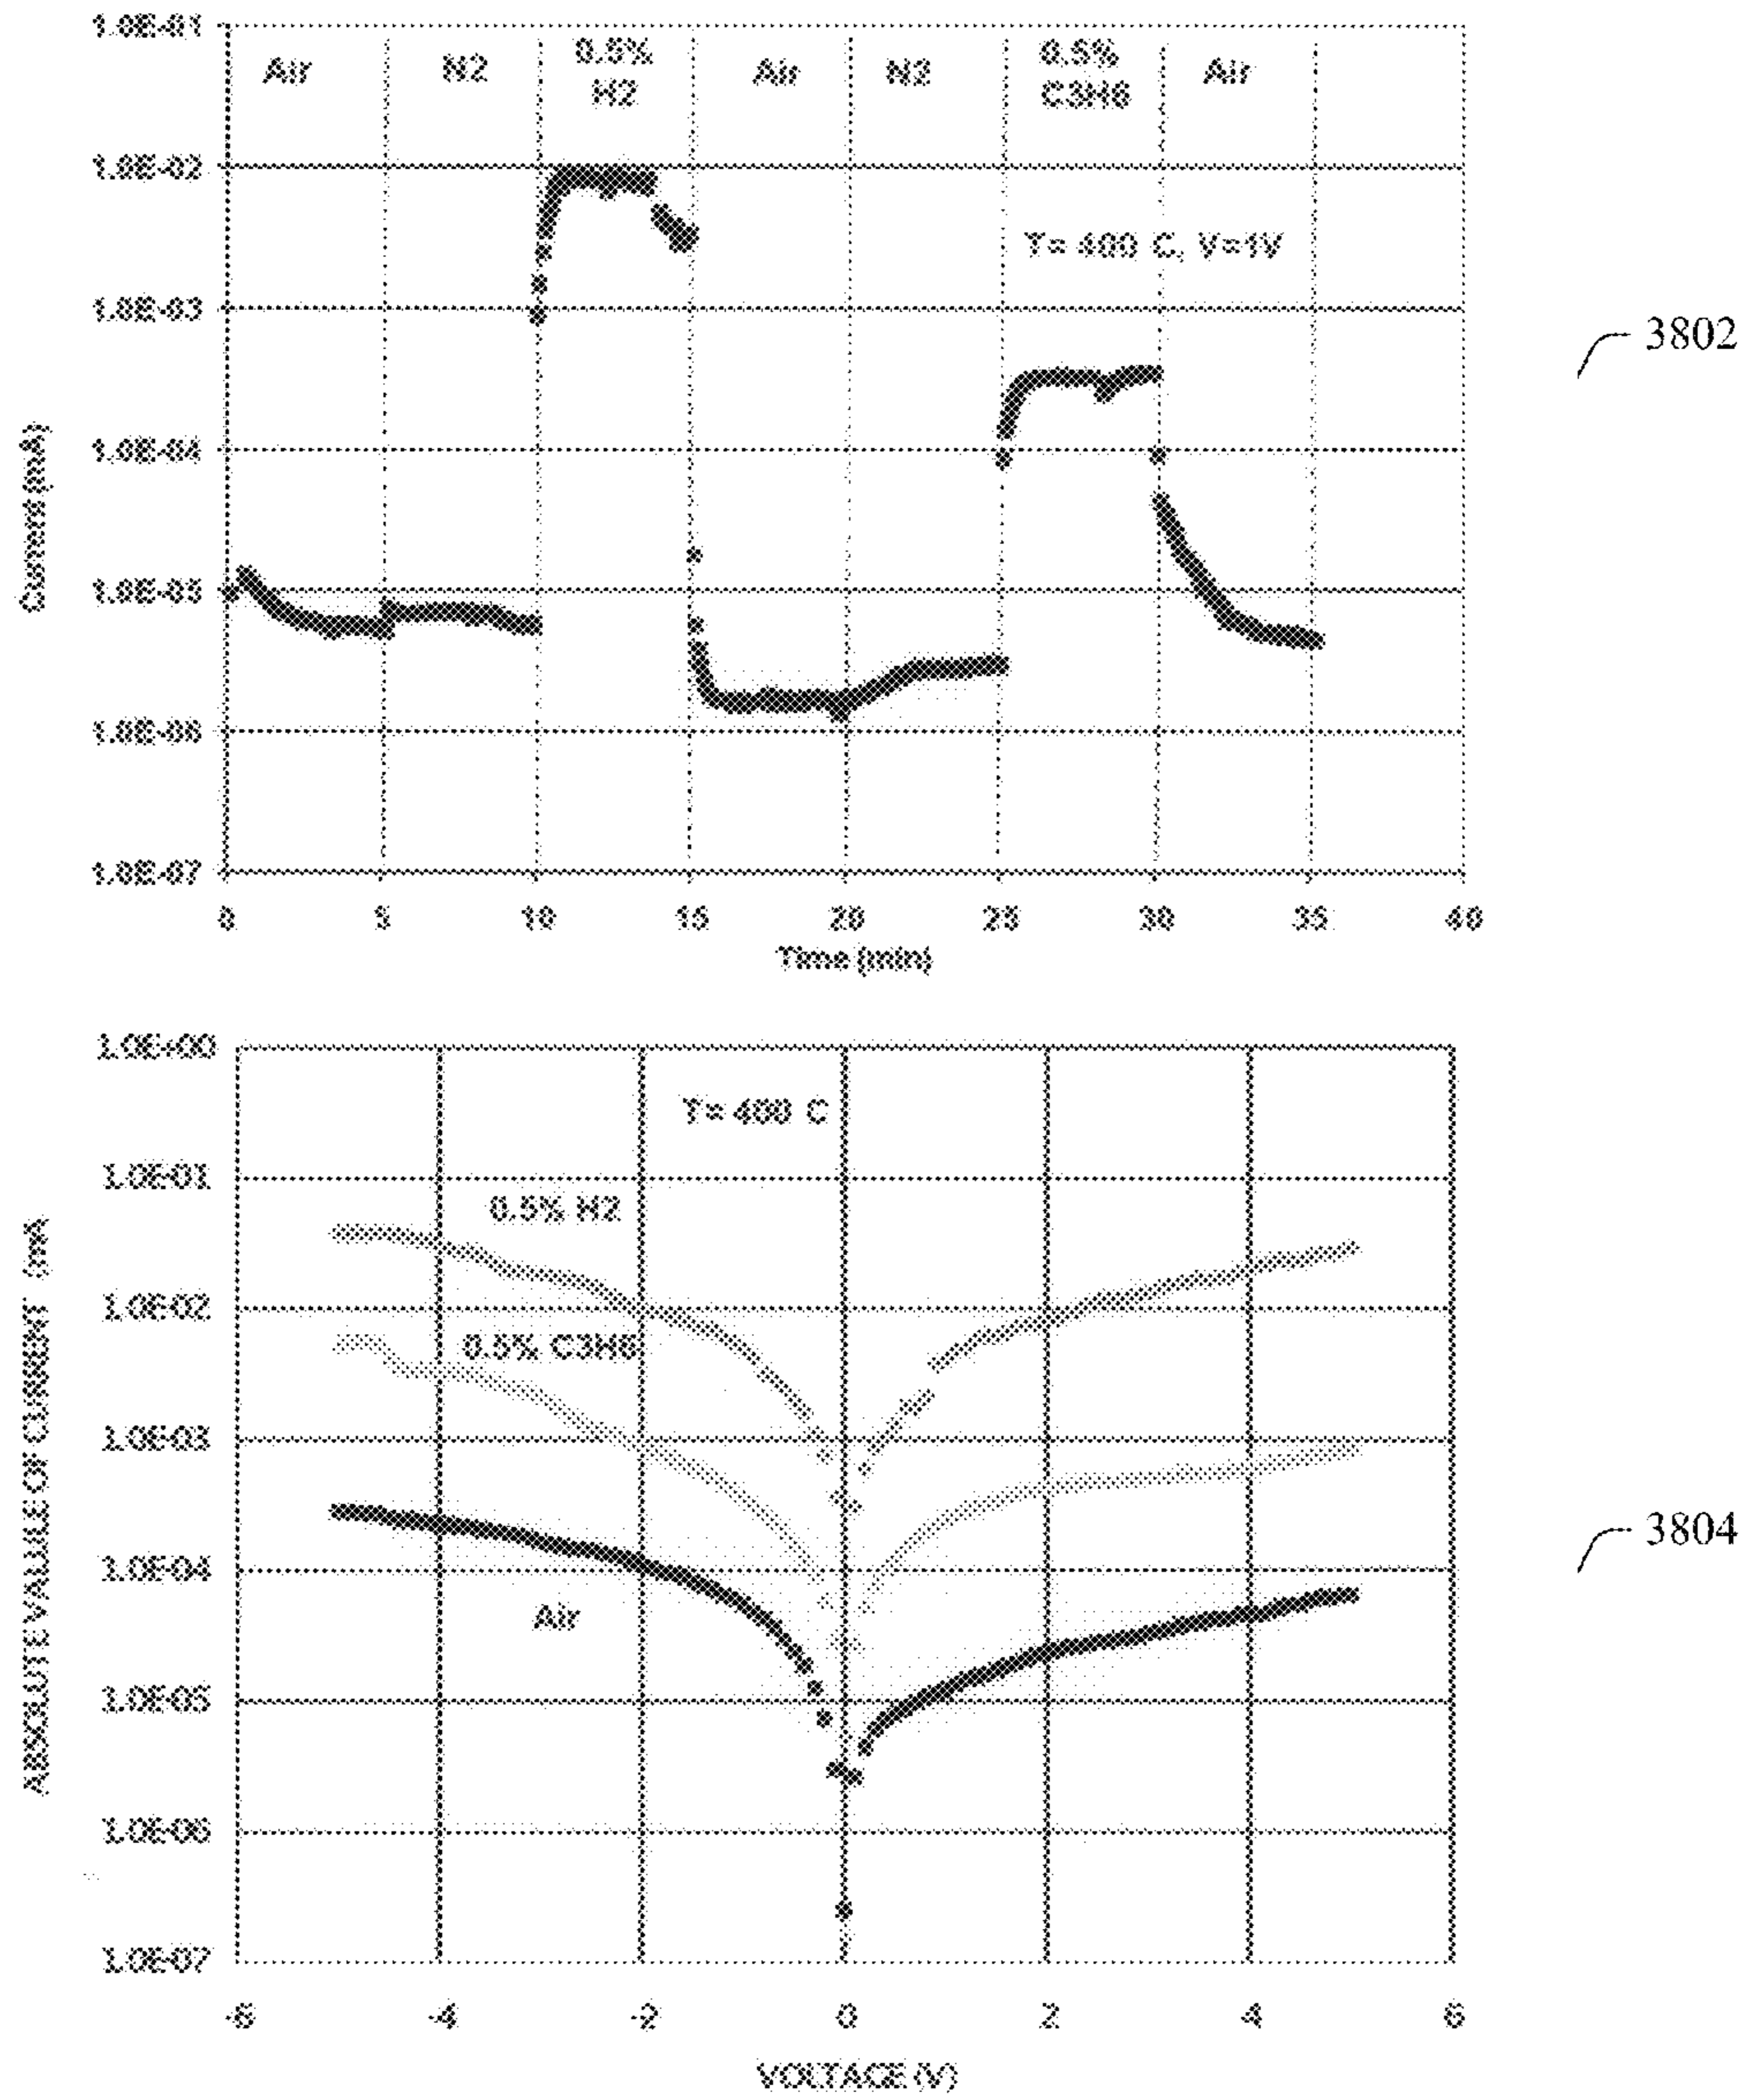 1.0E-01
Air N2 0.5% H2 Air N2 0.5% C3H6 Air
1.0E-02
T= 400 C, V=1V
1.0E-03
3802
1.0E-04
Current (mA)
1.0E-05
1.0E-06
1.0E-07
0 5 10 15 20 25 30 35 40
Time (min)
1.0E+00
T= 400 C
1.0E-01
0.5% H2
1.0E-02
0.5% C3H6
1.0E-03
ABSOLUTE VALUE OF CURRENT (mA
3804
1.0E-04
Air
1.0E-05
1.0E-06
1.0E-07
-6 -4 -2 0 2 4 6
VOLTAGE (V)